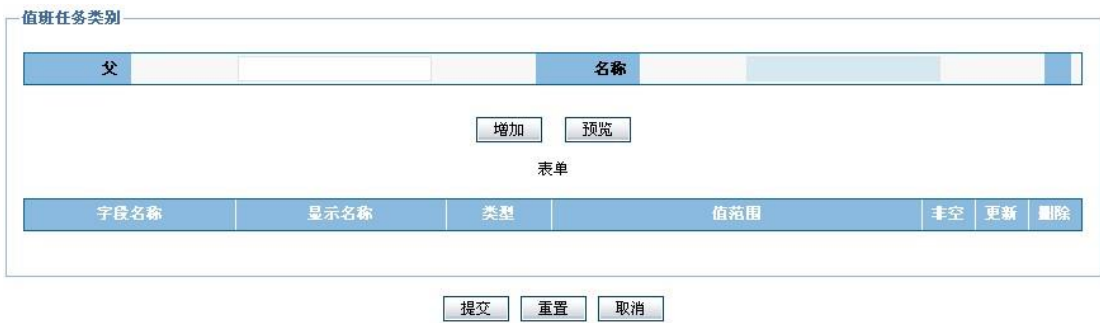 值班任务类别
父 名称
增加 预览
表单
字段名称 显示名称 类型 值范围 非空 更新 删除
提交 重置 取消